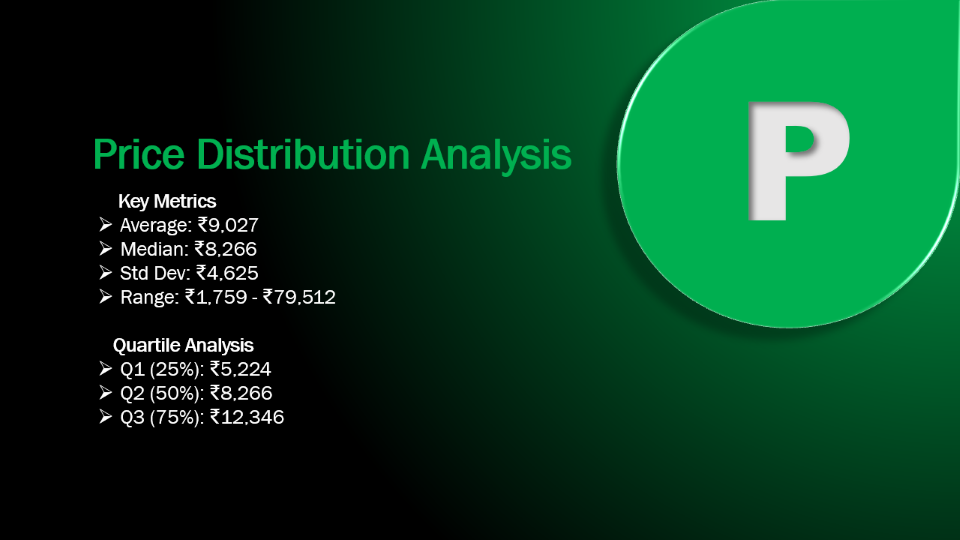 P
Price Distribution Analysis
Key Metrics
➢ Average: ₹9,027
➢ Median: ₹8,266
➢ Std Dev: ₹4,625
➢ Range: ₹1,759 - ₹79,512
Quartile Analysis
➢ Q1 (25%): ₹5,224
➢ Q2 (50%): ₹8,266
➢ Q3 (75%): ₹12,346